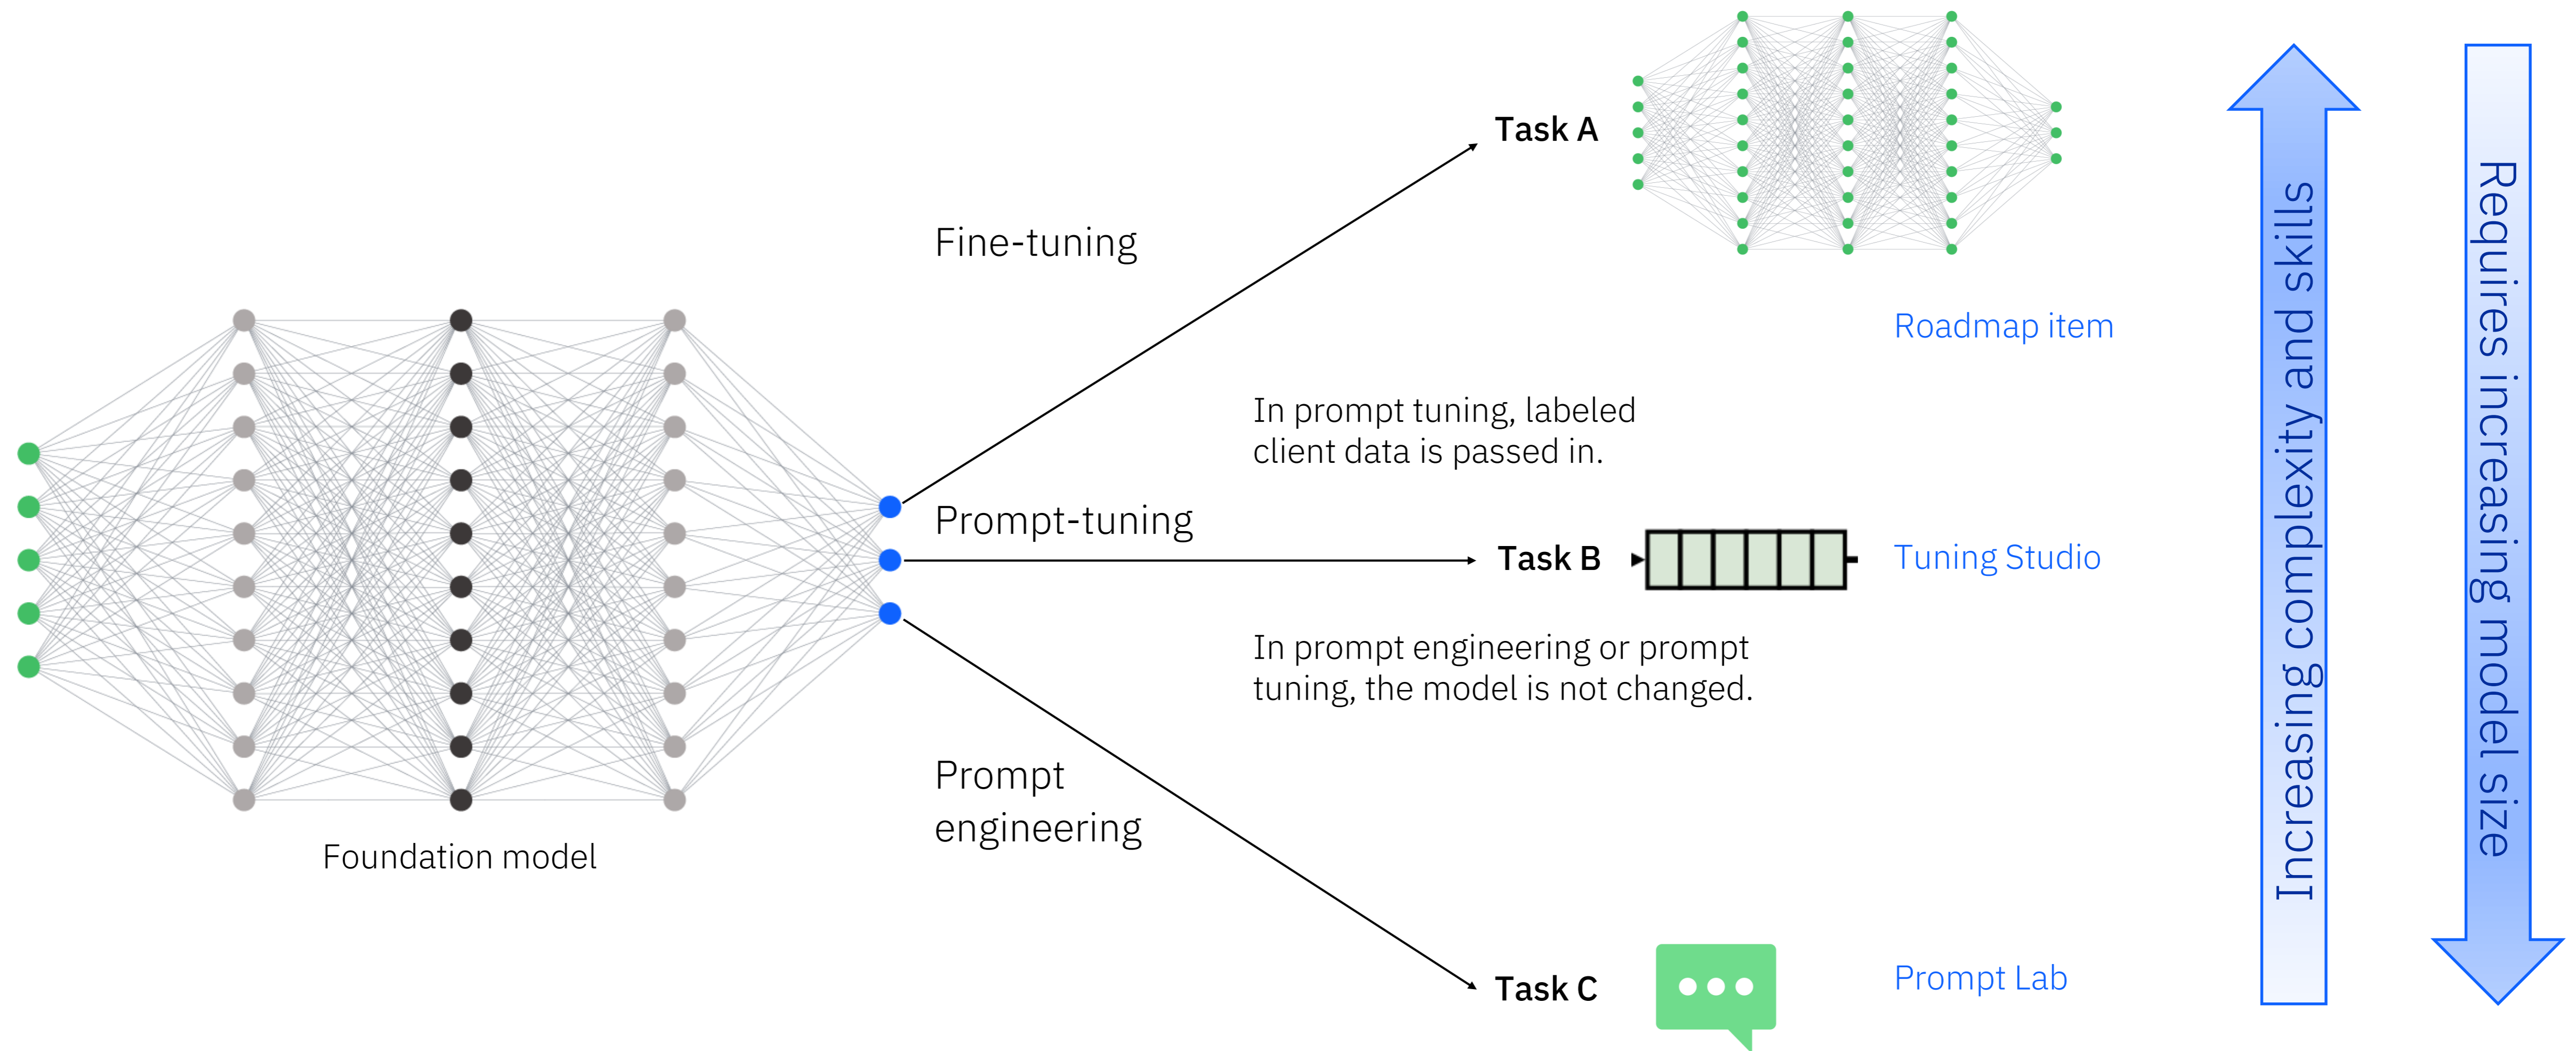 Task A
Fine-tuning
Roadmap item
In prompt tuning, labeled
client data is passed in.
Prompt-tuning
Task B
Tuning Studio
In prompt engineering or prompt
tuning, the model is not changed.
Prompt
engineering
Foundation model
Task C
Prompt Lab
Increasing complexity and skills
Requires increasing model size